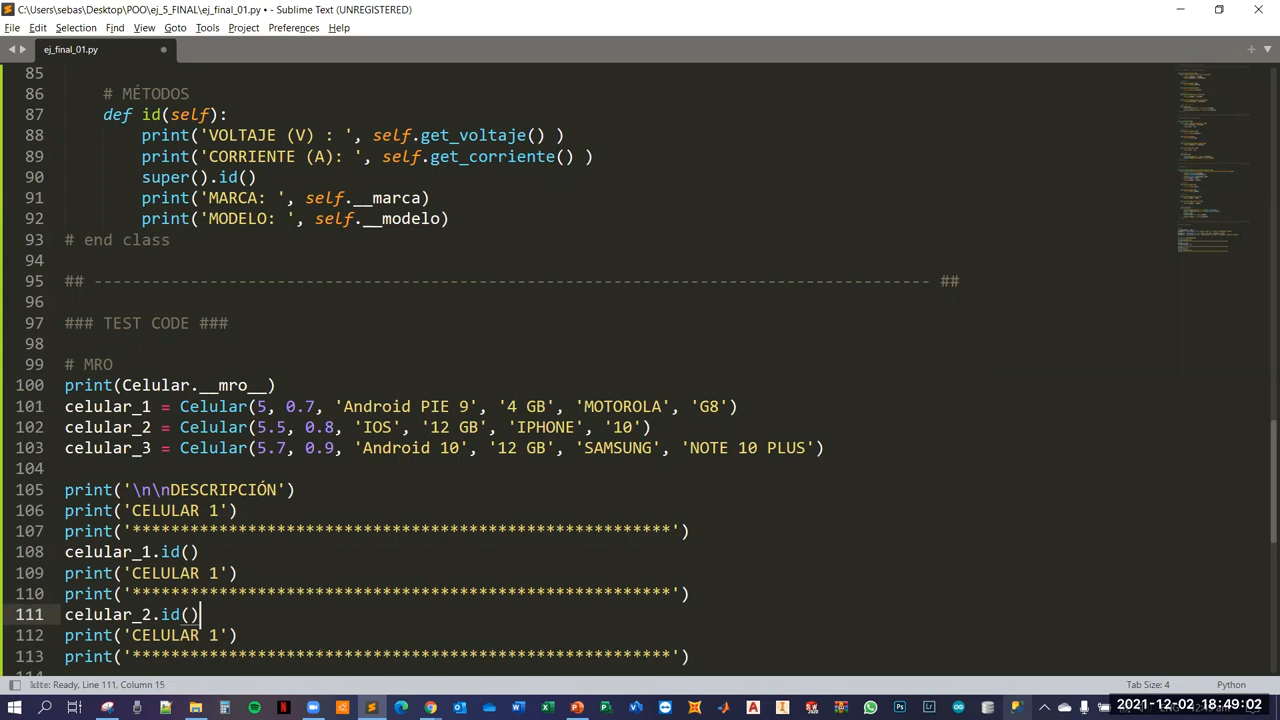 C:\Users\sebas\Desktop\POO\ej_5_FINAL\ej_final_01.py • - Sublime Text (UNREGISTERED)
File Edit Selection Find View Goto Tools Project Preferences Help
ej_final_01.py
85
86 # MÉTODOS
87 def id(self):
88 print('VOLTAJE (V) : ', self.get_voltaje() )
89 print('CORRIENTE (A): ', self.get_corriente() )
90 super().id()
91 print('MARCA: ', self.__marca)
92 print('MODELO: ', self.__modelo)
93 # end class
94
95 ## --------------------------------------------------------------------------------------- ##
96
97 ### TEST CODE ###
98
99 # MRO
100 print(Celular.__mro__)
101 celular_1 = Celular(5, 0.7, 'Android PIE 9', '4 GB', 'MOTOROLA', 'G8')
102 celular_2 = Celular(5.5, 0.8, 'IOS', '12 GB', 'IPHONE', '10')
103 celular_3 = Celular(5.7, 0.9, 'Android 10', '12 GB', 'SAMSUNG', 'NOTE 10 PLUS')
104
105 print('\n\nDESCRIPCIÓN')
106 print('CELULAR 1')
107 print('********************************************************')
108 celular_1.id()
109 print('CELULAR 1')
110 print('********************************************************')
111 celular_2.id()
112 print('CELULAR 1')
113 print('********************************************************')
114
Ready, Line 111, Column 15 Tab Size: 4 Python
2021-12-02 18:49:02